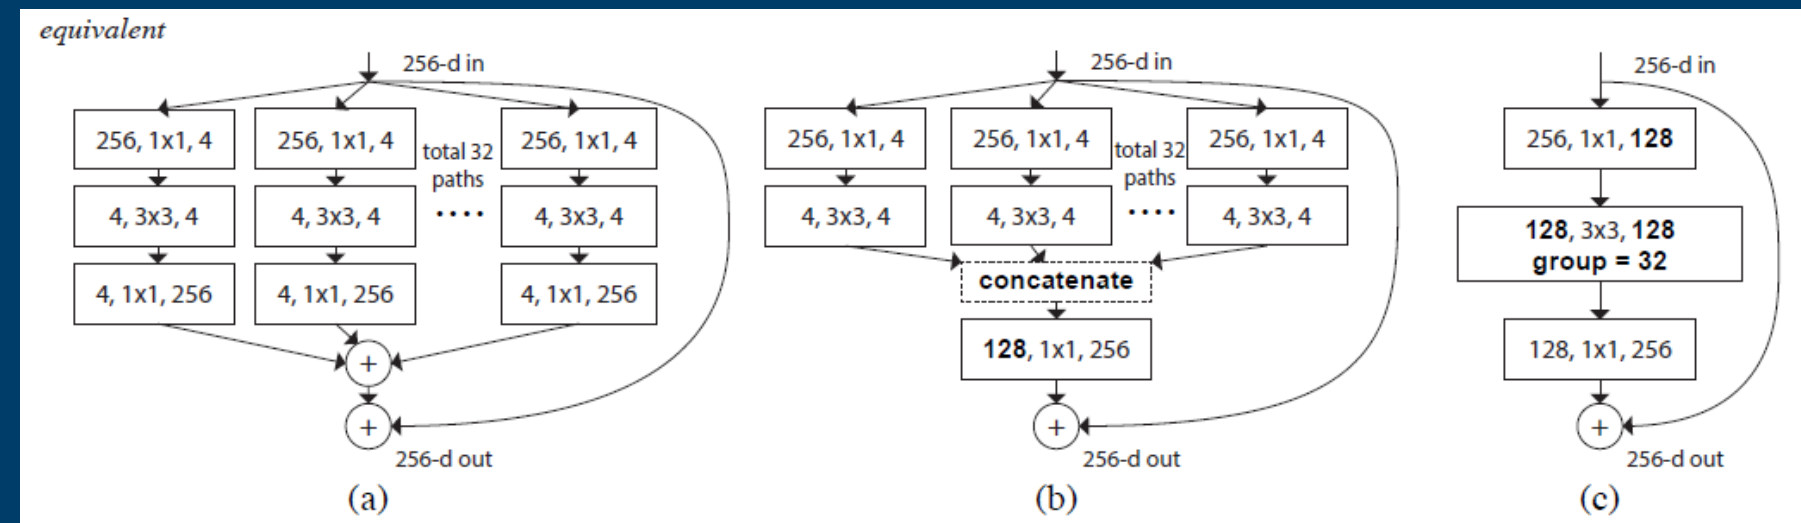 equivalent
256-d in
256, 1x1, 4
256, 1x1, 4
total 32
paths
256, 1x1, 4
4, 3x3, 4
4, 3x3, 4
....
4, 3x3, 4
4, 1x1, 256
4, 1x1, 256
4, 1x1, 256
+
+
256-d out
(a)
256-d in
256, 1x1, 4
256, 1x1, 4
total 32
paths
256, 1x1, 4
4, 3x3, 4
4, 3x3, 4
....
4, 3x3, 4
concatenate
128, 1x1, 256
+
256-d out
(b)
256-d in
256, 1x1, 128
128, 3x3, 128
group = 32
128, 1x1, 256
+
256-d out
(c)